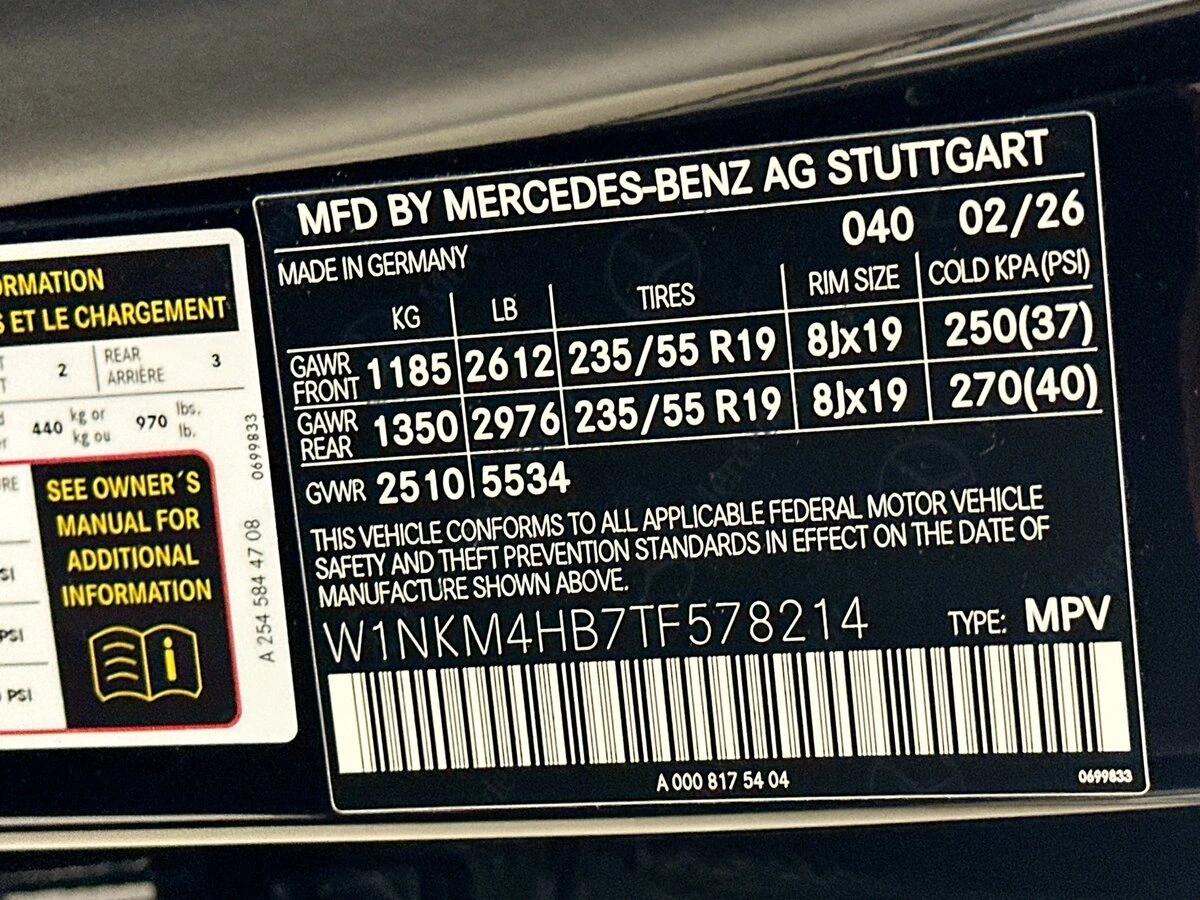 ORMATION
S ET LE CHARGEMENT
2 REAR ARRIÈRE 3
440 kg or kg ou 970 lbs. lb.
SEE OWNER´S
MANUAL FOR
ADDITIONAL
INFORMATION
PSI
PSI
A 254 584 47 08 0699833
MFD BY MERCEDES-BENZ AG STUTTGART
MADE IN GERMANY 040 02/26
KG LB TIRES RIM SIZE COLD KPA(PSI)
GAWR FRONT 1185 2612 235/55 R19 8Jx19 250(37)
GAWR REAR 1350 2976 235/55 R19 8Jx19 270(40)
GVWR 2510 5534
THIS VEHICLE CONFORMS TO ALL APPLICABLE FEDERAL MOTOR VEHICLE
SAFETY AND THEFT PREVENTION STANDARDS IN EFFECT ON THE DATE OF
MANUFACTURE SHOWN ABOVE.
W1NKM4HB7TF578214 TYPE: MPV
A 000 817 54 04 0699833